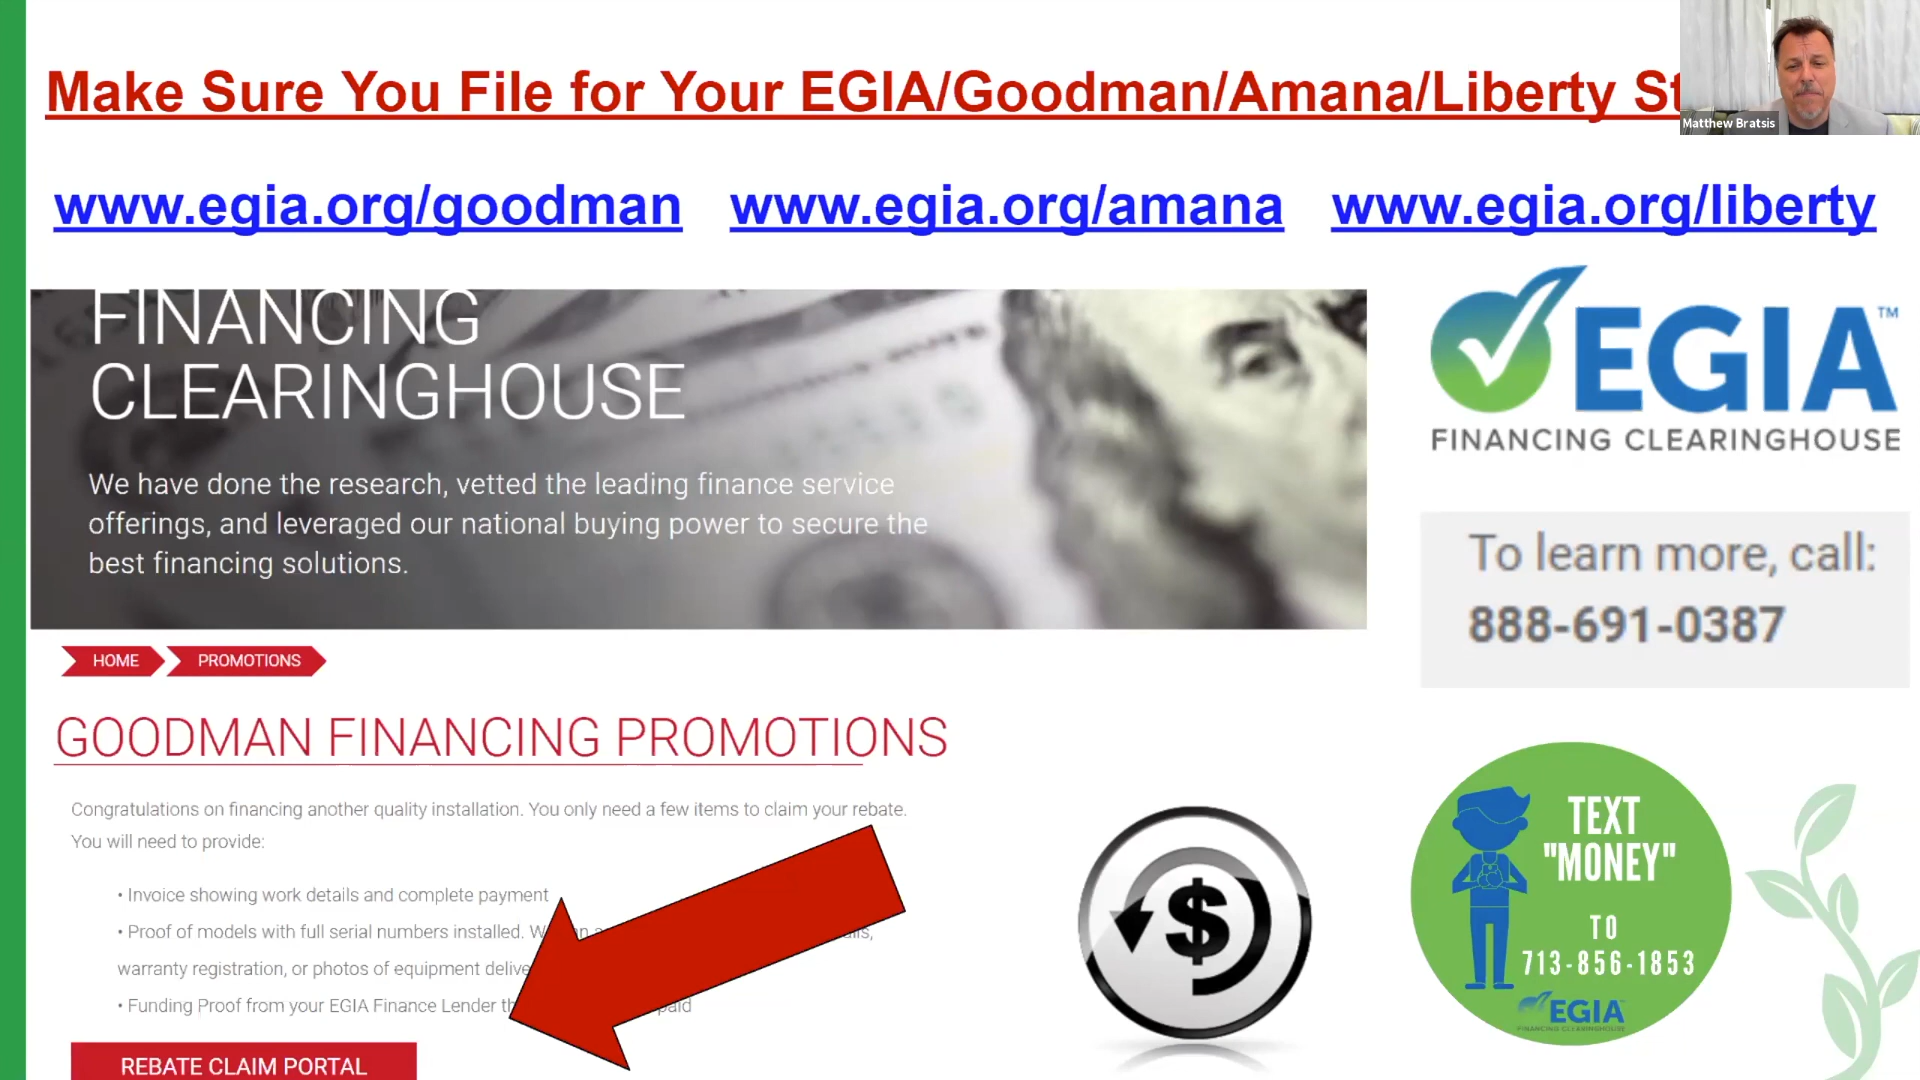 Make Sure You File for Your EGIA/Goodman/Amana/Liberty
Matthew Bratsis
www.egia.org/goodman www.egia.org/amana www.egia.org/liberty
FINANCING
CLEARINGHOUSE
We have done the research, vetted the leading finance service
offerings, and leveraged our national buying power to secure the
best financing solutions.
EGIA™
FINANCING CLEARINGHOUSE
To learn more, call:
888-691-0387
HOME PROMOTIONS
GOODMAN FINANCING PROMOTIONS
Congratulations on financing another quality installation. You only need a few items to claim your rebate.
You will need to provide:
• Invoice showing work details and complete payment
• Proof of models with full serial numbers installed.
warranty registration, or photos of equipment
• Funding Proof from your EGIA Finance Lender paid
REBATE CLAIM PORTAL
$
TEXT
"MONEY"
TO
713-856-1853
EGIA
FINANCING CLEARINGHOUSE